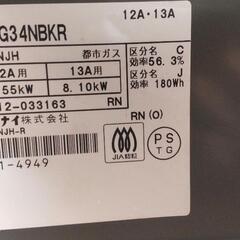 12A・13A
G34NBKR
NJH
都市ガス
区分名 C
効率56.3%
2A用
13A用
区分名 J
効率 180Wh
55kW
8.10kW
12-033163
RN
ナイ株式会社
RN(O)
NJH-R
1-4949
JIA認証
PS
TG